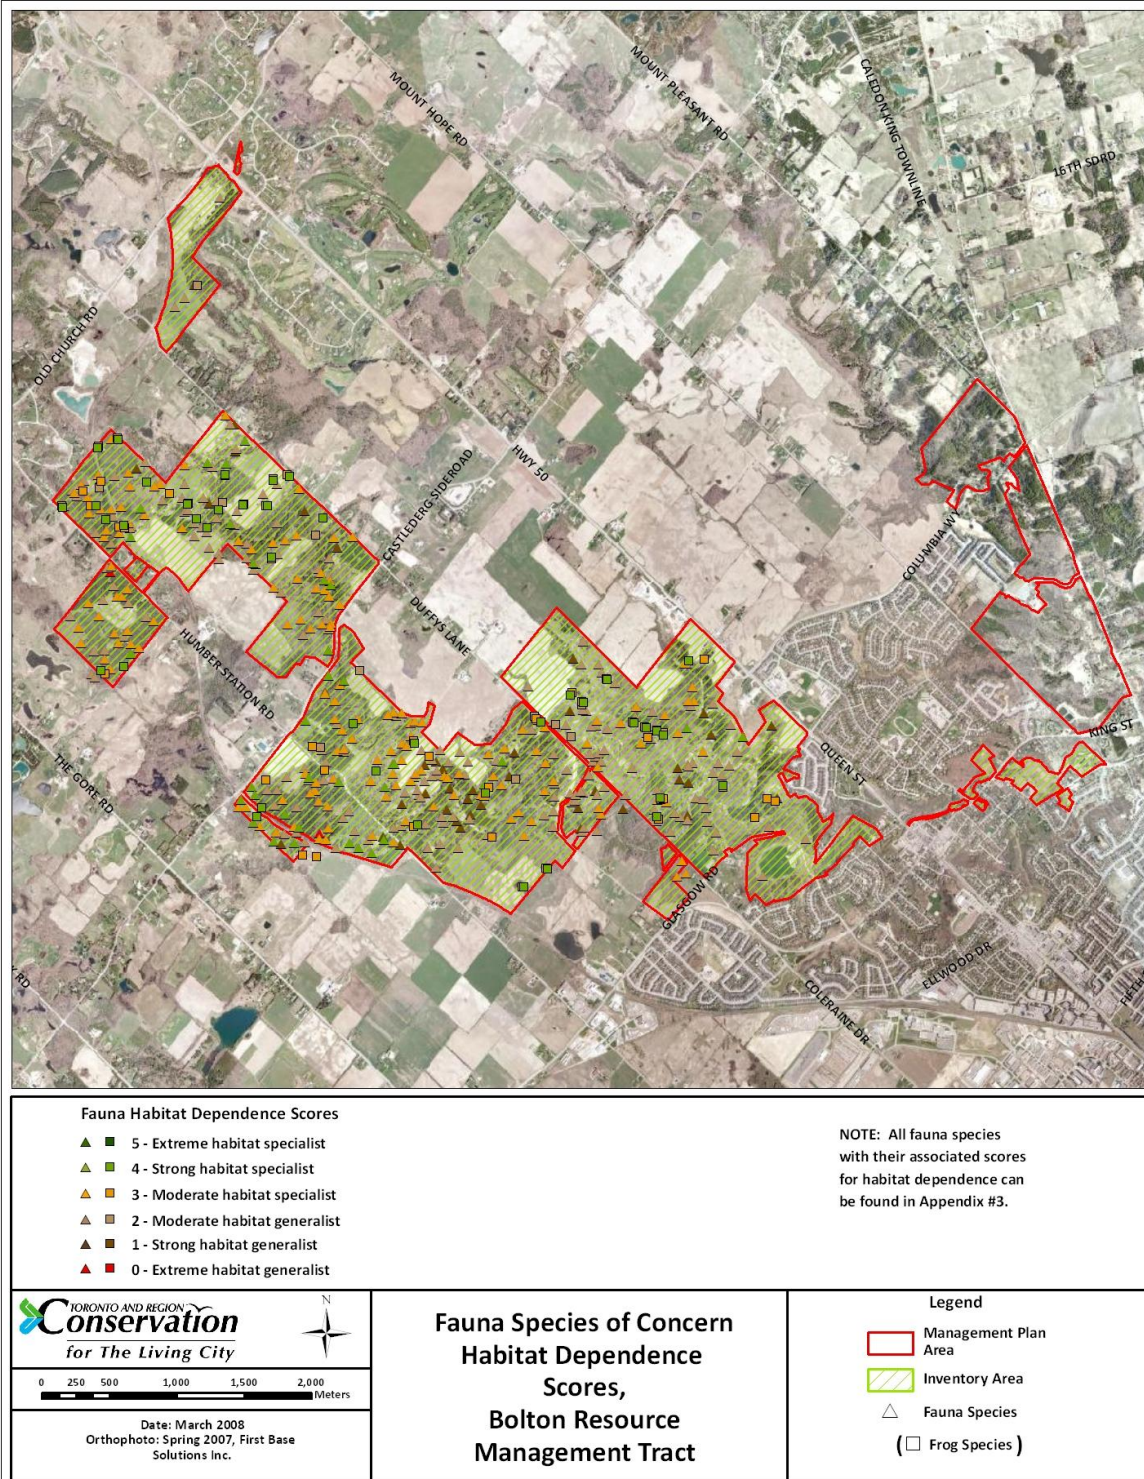 MOUNT HOPE RD
MOUNT PLEASANT RD
CALEDON KING TOWNLINE
16TH SDRD
OLD CHURCH RD
CASTLEDERG SIDEROAD
HWY 50
COLUMBIA WY
DUFFYS LANE
HUMBER STATION RD
THE GORE RD
QUEEN ST
KING ST
GLASGOW RD
ELLWOOD DR
COLERAINE DR
RD
Fauna Habitat Dependence Scores
5 - Extreme habitat specialist
4 - Strong habitat specialist
3 - Moderate habitat specialist
2 - Moderate habitat generalist
1 - Strong habitat generalist
0 - Extreme habitat generalist
NOTE: All fauna species
with their associated scores
for habitat dependence can
be found in Appendix #3.
TORONTO AND REGION
Conservation
for The Living City
N
0 250 500 1,000 1,500 2,000
Meters
Date: March 2008
Orthophoto: Spring 2007, First Base
Solutions Inc.
Fauna Species of Concern
Habitat Dependence
Scores,
Bolton Resource
Management Tract
Legend
Management Plan
Area
Inventory Area
Fauna Species
( Frog Species )